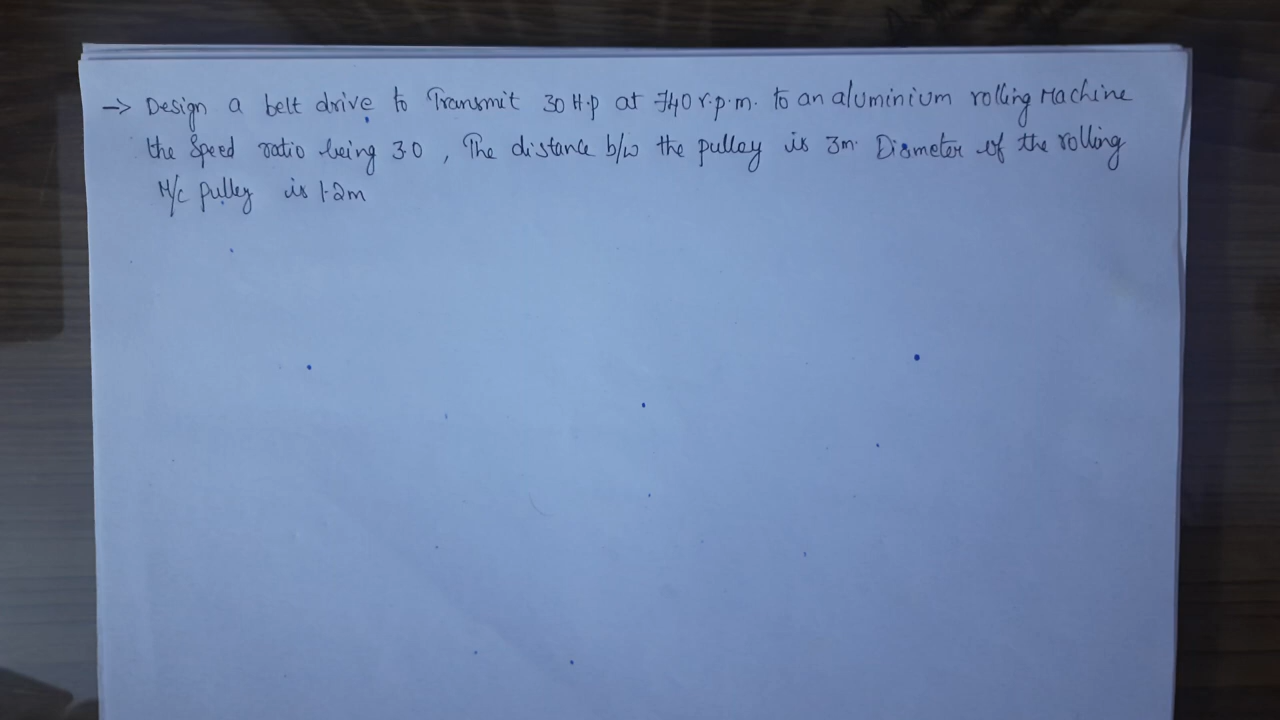 → Design a belt drive to Transmit 30 H.p at 740 r.p.m. to an aluminium rolling Machine
the Speed ratio being 3.0 , The distance b/w the pulley is 3m. Diameter of the rolling
M/c pulley is 1.2m